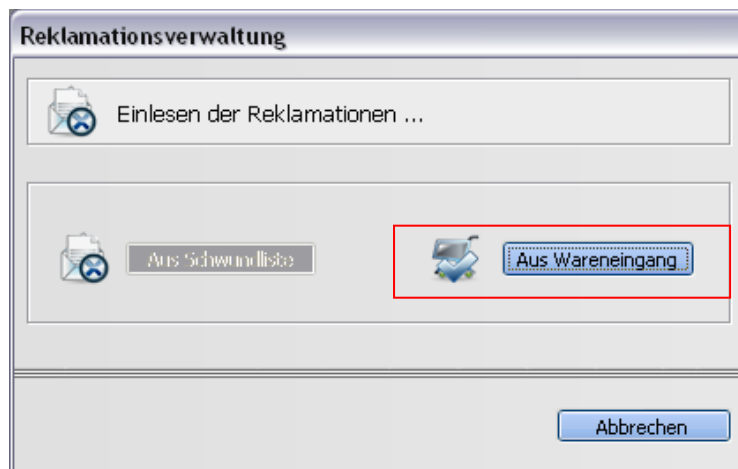 Reklamationsverwaltung
Einlesen der Reklamationen ...
Aus Schwundliste
Aus Wareneingang
Abbrechen